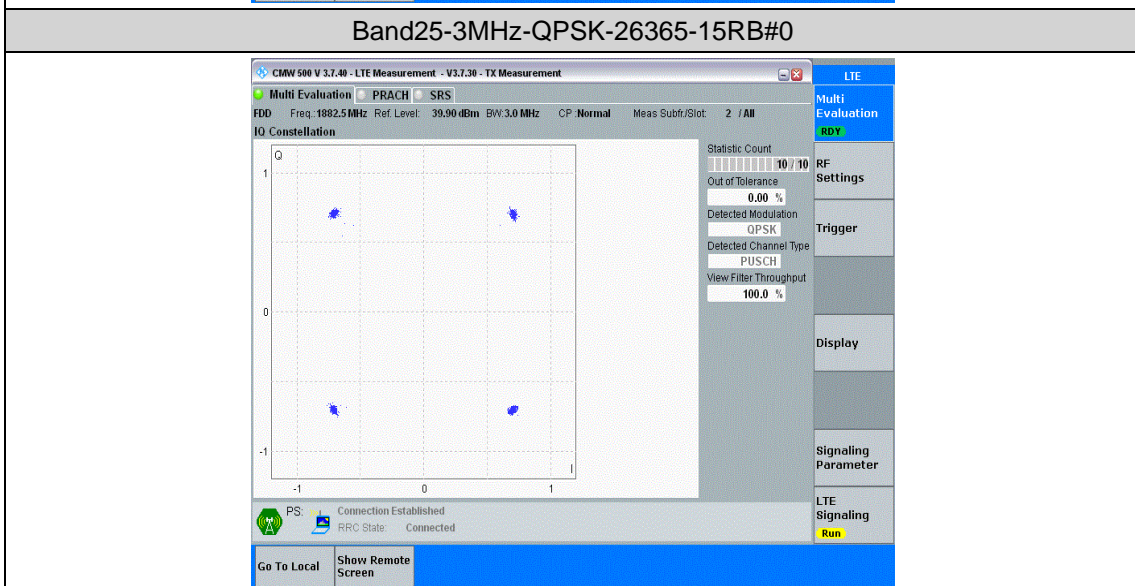 Band25-3MHz-QPSK-26365-15RB#0
CMW 500 V 3.7.40 - LTE Measurement - V3.7.30 - TX Measurement
LTE
Multi Evaluation PRACH SRS
Multi
Evaluation
RDY
FDD Freq.:1882.5 MHz Ref. Level: 39.90 dBm BW:3.0 MHz CP :Normal Meas Subfr./Slot: 2 / All
IQ Constellation
Q
1
0
-1
-1 0 1
I
Statistic Count
10 / 10
Out of Tolerance
0.00 %
Detected Modulation
QPSK
Detected Channel Type
PUSCH
View Filter Throughput
100.0 %
RF
Settings
Trigger
Display
Signaling
Parameter
LTE
Signaling
Run
PS: Connection Established
RRC State: Connected
Go To Local
Show Remote
Screen